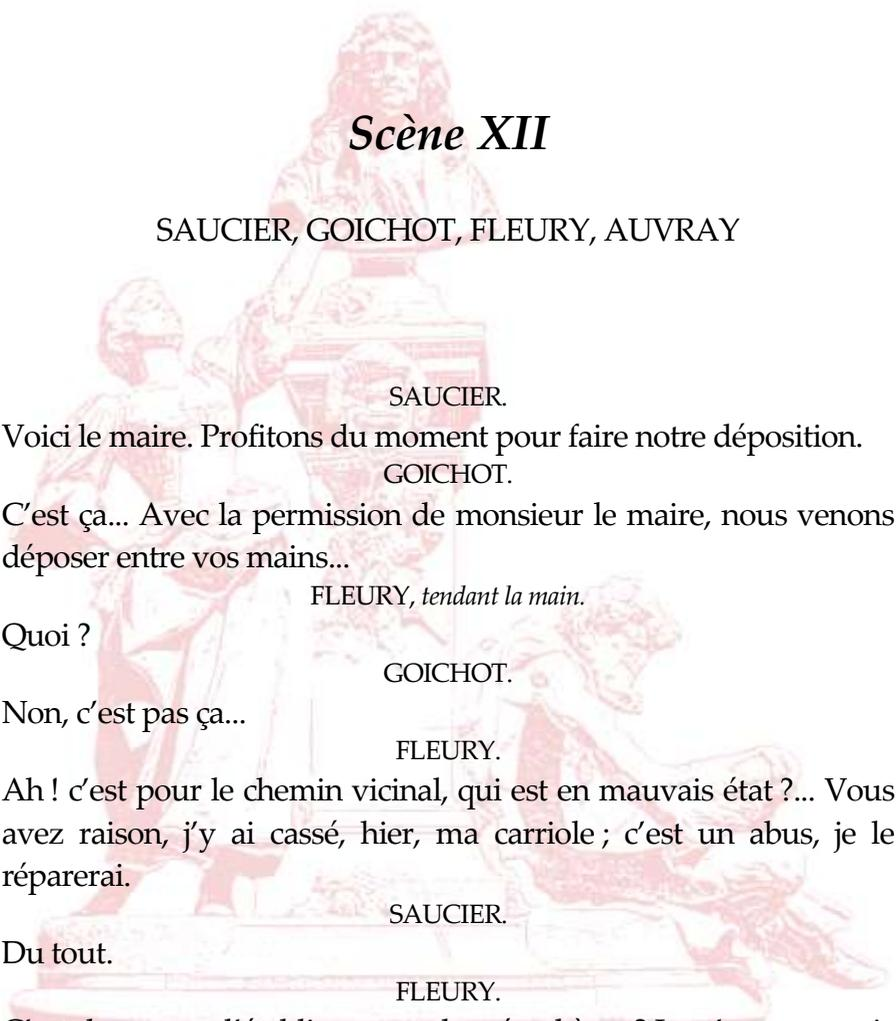 Scène XII
SAUCIER, GOICHOT, FLEURY, AUVRAY
SAUCIER.
Voici le maire. Profitons du moment pour faire notre déposition.
GOICHOT.
C’est ça... Avec la permission de monsieur le maire, nous venons
déposer entre vos mains...
FLEURY, tendant la main.
Quoi ?
GOICHOT.
Non, c’est pas ça...
FLEURY.
Ah ! c’est pour le chemin vicinal, qui est en mauvais état ?... Vous
avez raison, j’y ai cassé, hier, ma carriole ; c’est un abus, je le
réparerai.
SAUCIER.
Du tout.
FLEURY.